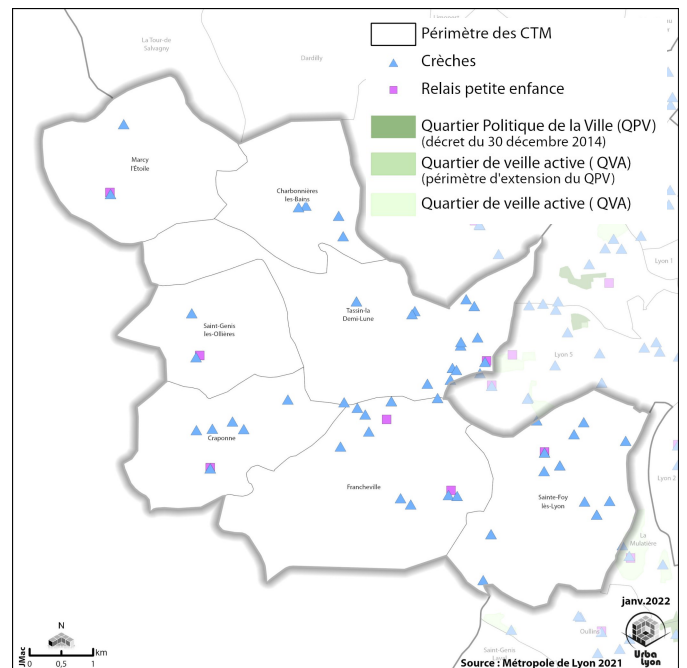 Périmètre des CTM
Crèches
Relais petite enfance
Quartier Politique de la Ville (QPV)
(décret du 30 décembre 2014)
Quartier de veille active ( QVA)
(périmètre d'extension du QPV)
Quartier de veille active ( QVA)
La Tour-de
Salvagny
Dardilly
Marcy
l'Etoile
Charbonnières
les-Bains
Lyon 1
Saint-Genis
les-Ollières
Tassin-la
Demi-Lune
Lyon 5
Craponne
Francheville
Sainte-Foy
lès-Lyon
Lyon 2
La
Mulatière
Oullins
Saint-Genis
janv.2022
Urba
Lyon
Source : Métropole de Lyon 2021
JMac
N
0 0,5 1 km